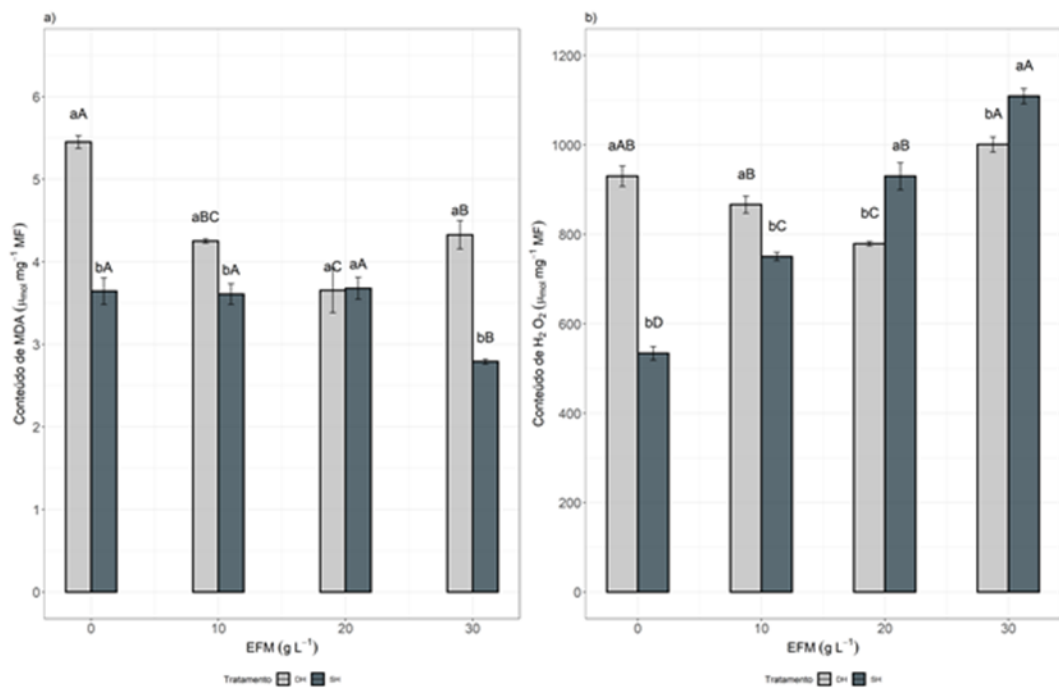 a)
Conteúdo de MDA (μmol mg⁻¹ MF)
6
5
4
3
2
1
0
aA
bA
aBC
bA
aC
aA
aB
bB
0 10 20 30
EFM (g L⁻¹)
Tratamento DH SH
b)
Conteúdo de H₂ O₂ (μmol mg⁻¹ MF)
1200
1000
800
600
400
200
0
aAB
bD
aB
bC
bC
aB
bA
aA
0 10 20 30
EFM (g L⁻¹)
Tratamento DH SH